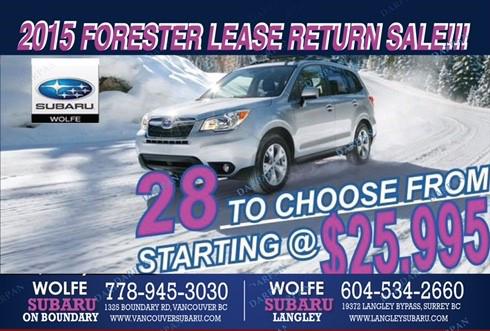 2015 FORESTER LEASE RETURN SALE!!!
SUBARU
WOLFE
28 TO CHOOSE FROM
STARTING @ $25,995
WOLFE
SUBARU
ON BOUNDARY
778-945-3030
1325 BOUNDARY RD, VANCOUVER BC
WWW.VANCOUVERSUBARU.COM
WOLFE
SUBARU
LANGLEY
604-534-2660
19372 LANGLEY BYPASS, SURREY BC
WWW.LANGLEYSUBARU.COM
DARPAN